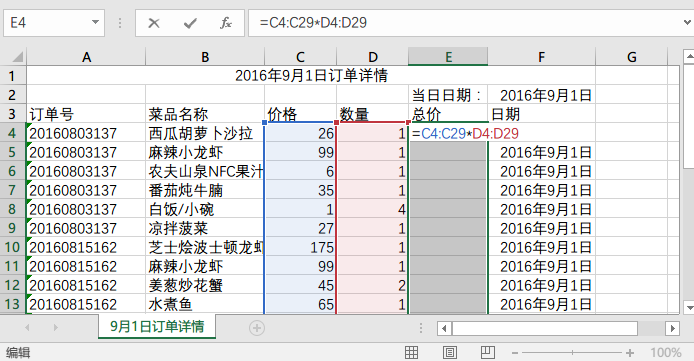 E4 =C4:C29*D4:D29
A B C D E F G
1 2016年9月1日订单详情
2 当日日期： 2016年9月1日
3 订单号 菜品名称 价格 数量 总价 日期
4 20160803137 西瓜胡萝卜沙拉 26 1 =C4:C29*D4:D29
5 20160803137 麻辣小龙虾 99 1 2016年9月1日
6 20160803137 农夫山泉NFC果汁 6 1 2016年9月1日
7 20160803137 番茄炖牛腩 35 1 2016年9月1日
8 20160803137 白饭/小碗 1 4 2016年9月1日
9 20160803137 凉拌菠菜 27 1 2016年9月1日
10 20160815162 芝士烩波士顿龙虾 175 1 2016年9月1日
11 20160815162 麻辣小龙虾 99 1 2016年9月1日
12 20160815162 姜葱炒花蟹 45 2 2016年9月1日
13 20160815162 水煮鱼 65 1 2016年9月1日
9月1日订单详情
编辑 100%